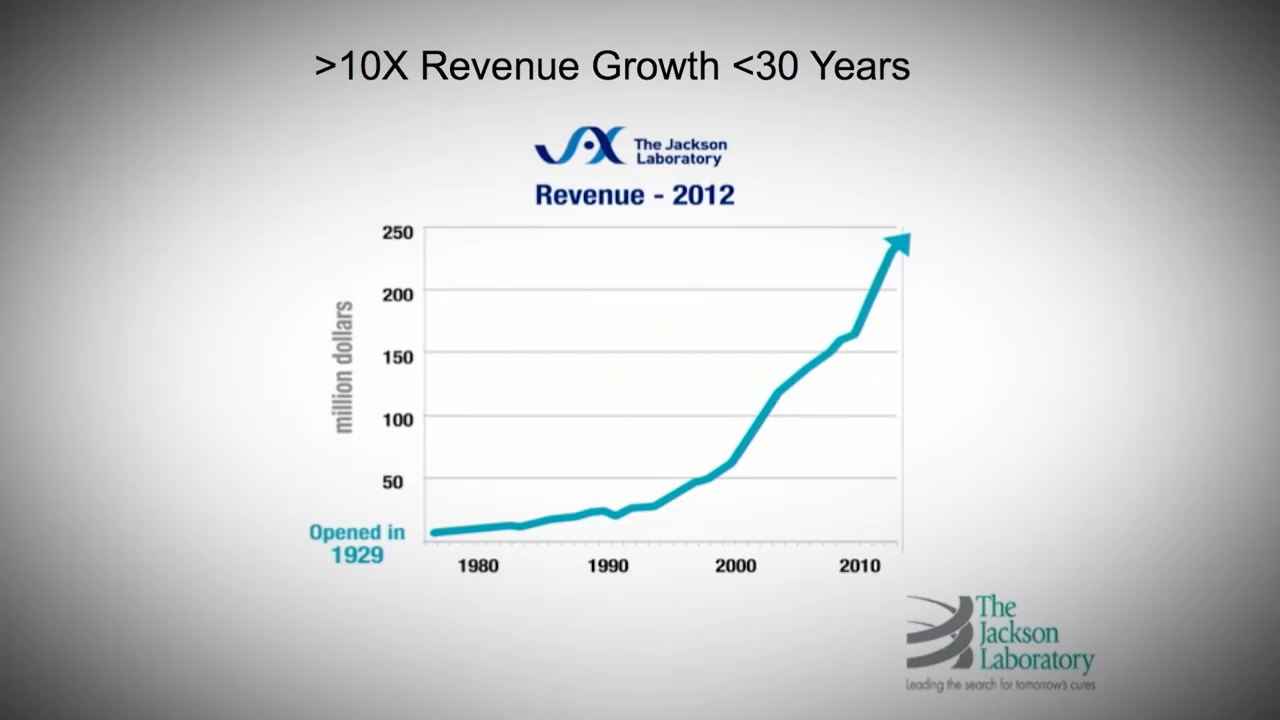 >10X Revenue Growth <30 Years
JAX The Jackson
Laboratory
Revenue - 2012
250
200
150
100
50
million dollars
Opened in
1929
1980 1990 2000 2010
The
Jackson
Laboratory
Leading the search for tomorrow's cures